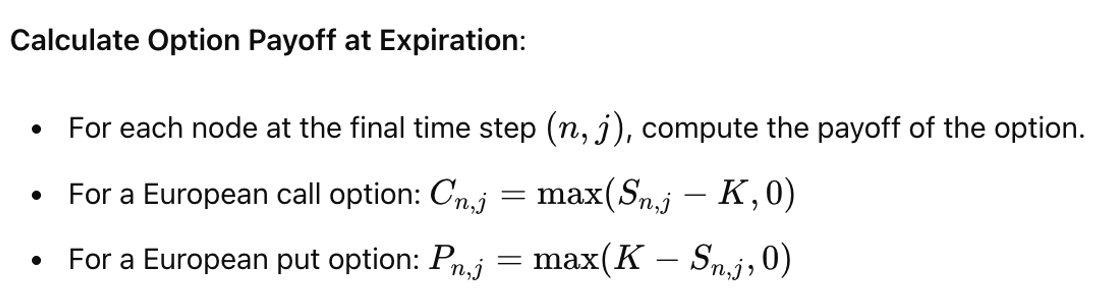 Calculate Option Payoff at Expiration:
• For each node at the final time step (n, j), compute the payoff of the option.
• For a European call option: C_{n,j} = max(S_{n,j} − K, 0)
• For a European put option: P_{n,j} = max(K − S_{n,j}, 0)